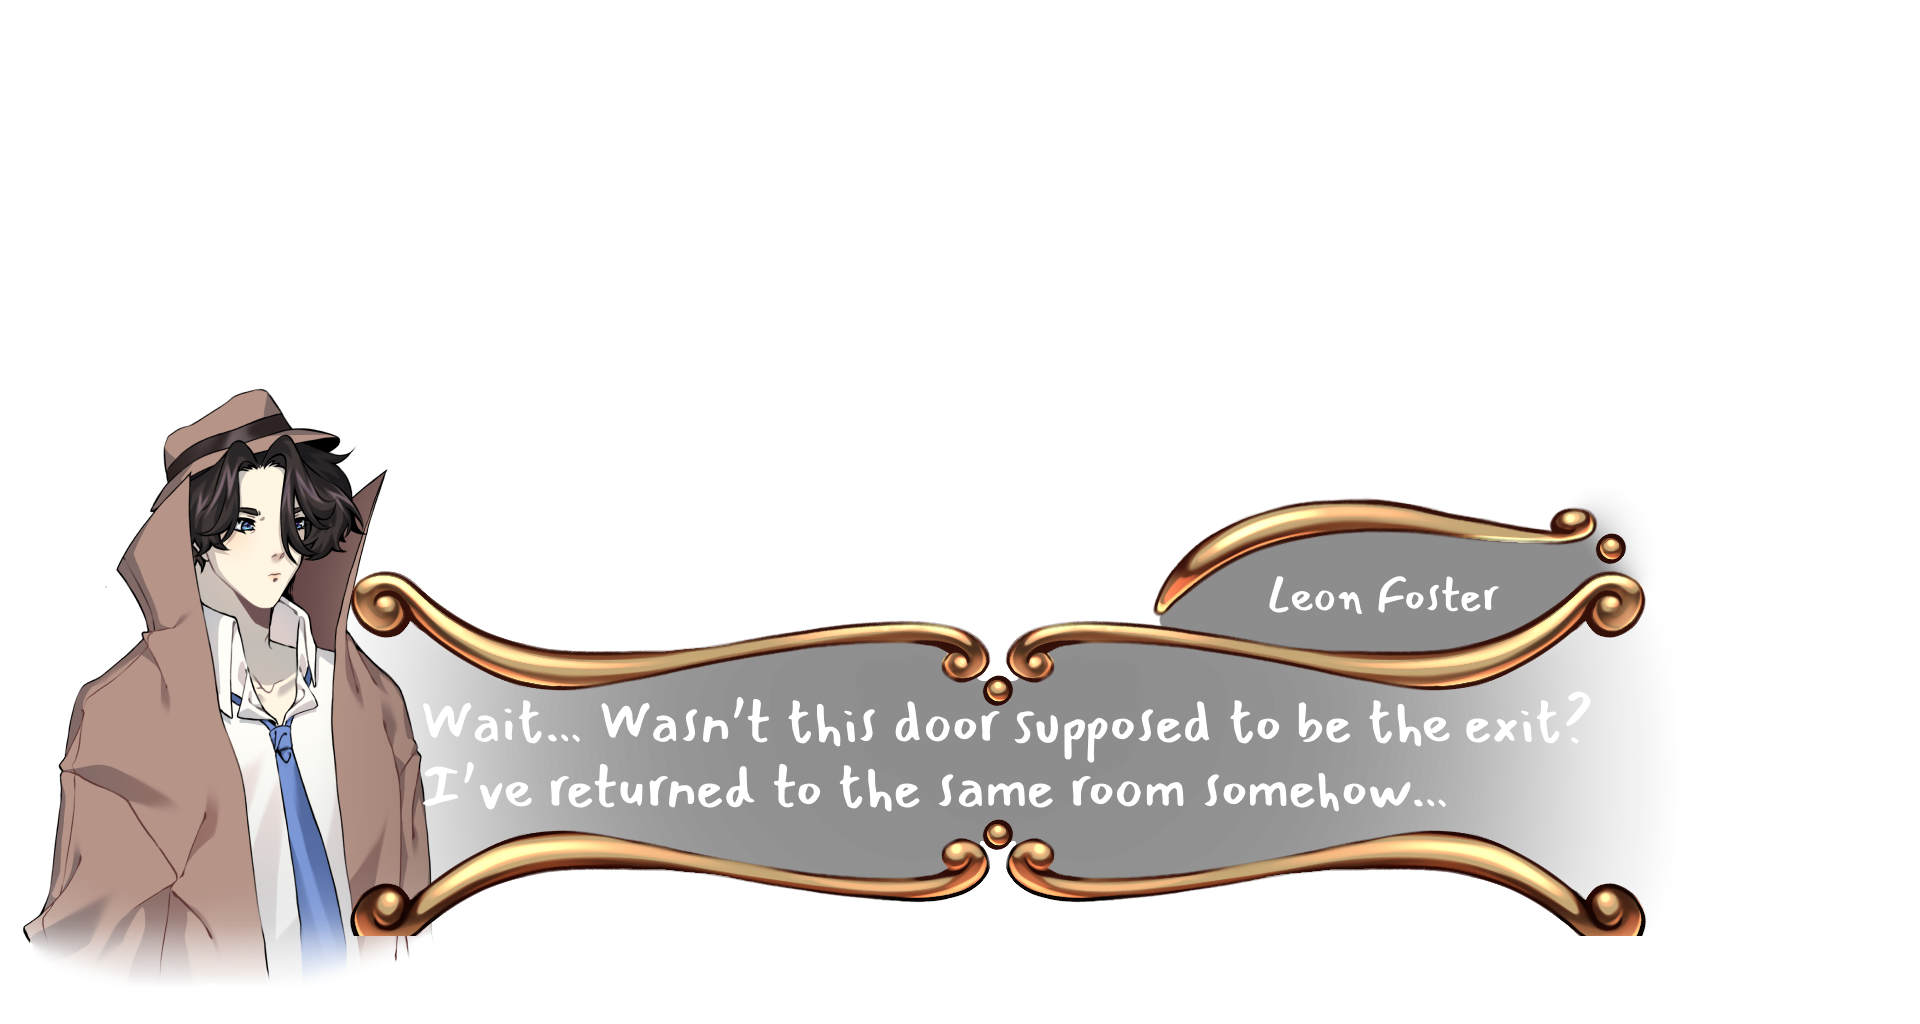 Leon Foster
Wait... Wasn't this door supposed to be the exit?
I've returned to the same room somehow...